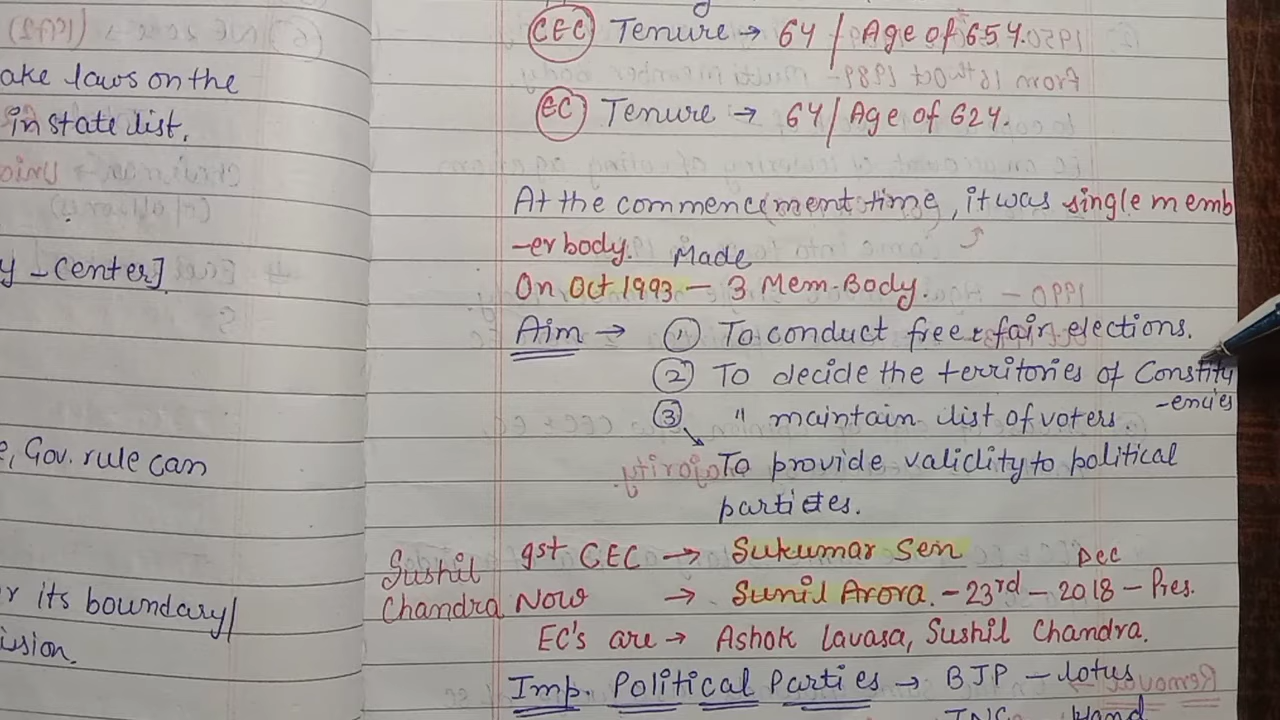 ake laws on the
in state list.
y - Center]
e, Gov. rule can
r its boundary/
ission.
CEC Tenure → 6y / Age of 65y.
EC Tenure → 6y / Age of 62y.
At the commencement time, it was single memb
-er body. Made
On Oct 1993 - 3 Mem. Body.
Aim → (1) To conduct free & fair elections.
(2) To decide the territories of Constitu
-encies
(3) " maintain list of voters.
To provide validity to political
parties.
Sushil
Chandra
Ist CEC → Sukumar Sen
Dec
Now → Sunil Arora. - 23rd - 2018 - Pres.
EC's are → Ashok lavasa, Sushil Chandra.
Imp. Political Parties → BJP - lotus
INC Hand